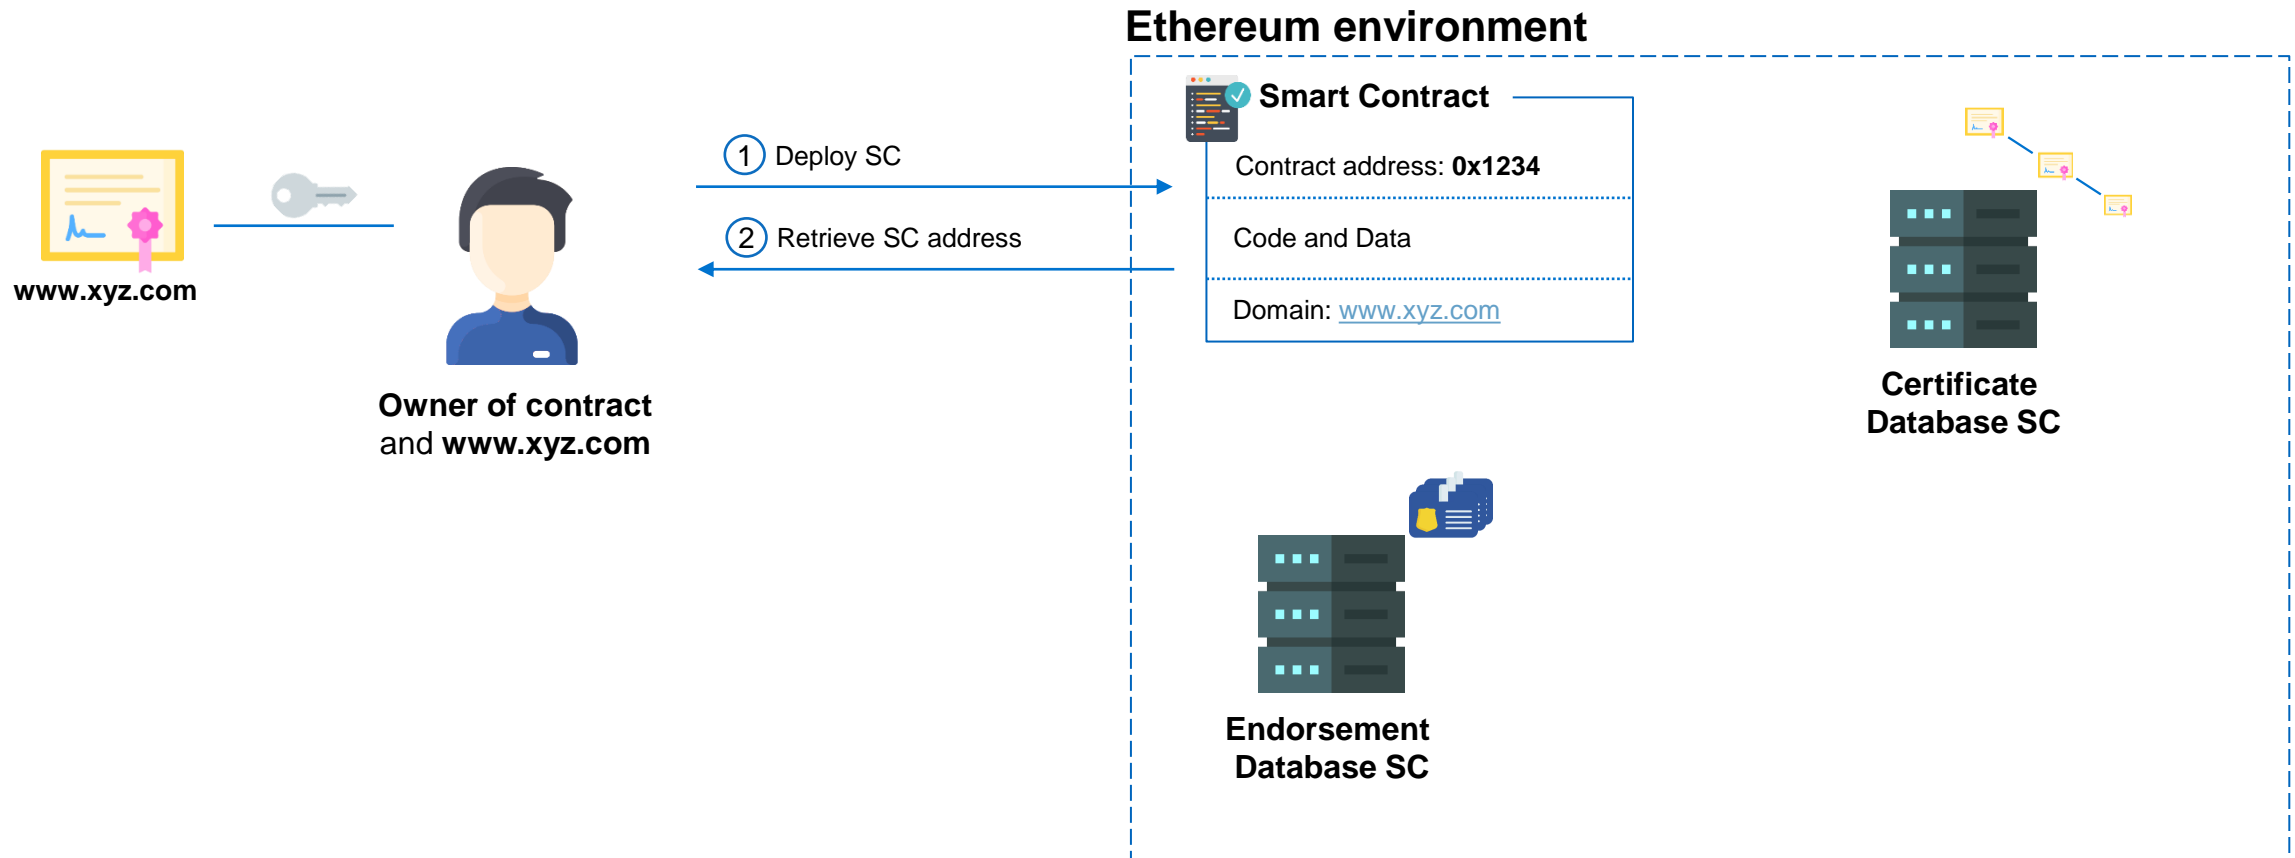 Ethereum environment
Smart Contract
1 Deploy SC
Contract address: 0x1234
2 Retrieve SC address
Code and Data
www.xyz.com
Domain: www.xyz.com
Owner of contract
and www.xyz.com
Certificate
Database SC
Endorsement
Database SC